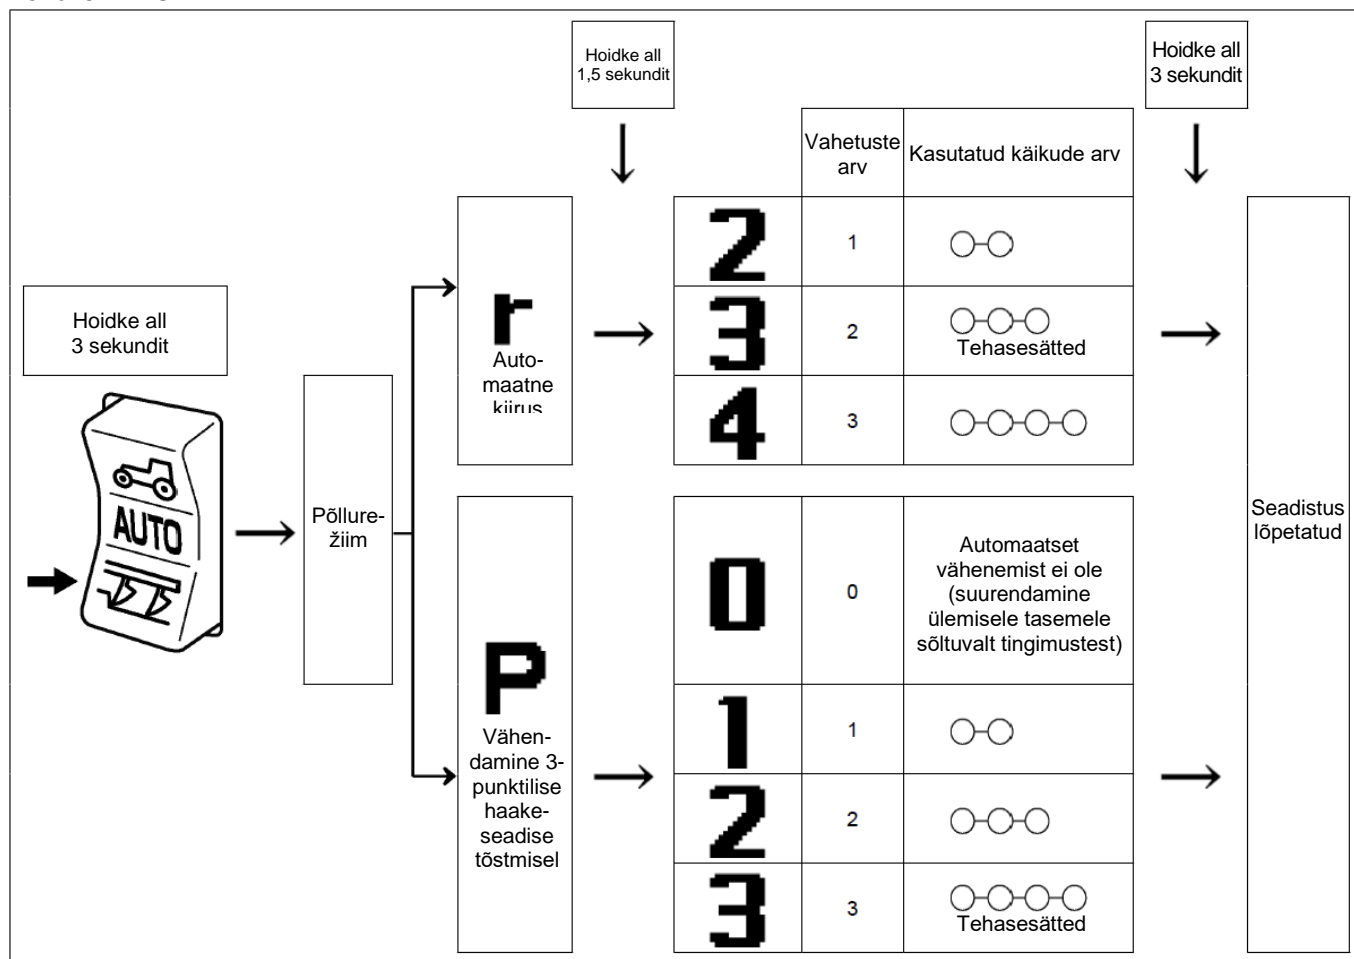 Hoidke all
1,5 sekundit
Hoidke all
3 sekundit
Vahetuste
arv
Kasutatud käikude arv
Hoidke all
3 sekundit
AUTO
Põllure-
žiim
r
Auto-
maatne
kiirus
2
1
3
2
Tehasesätted
4
3
P
Vähen-
damine 3-
punktilise
haake-
seadise
tõstmisel
0
0
Automaatset
vähenemist ei ole
(suurendamine
ülemisele tasemele
sõltuvalt tingimustest)
1
1
2
2
3
3
Tehasesätted
Seadistus
lõpetatud